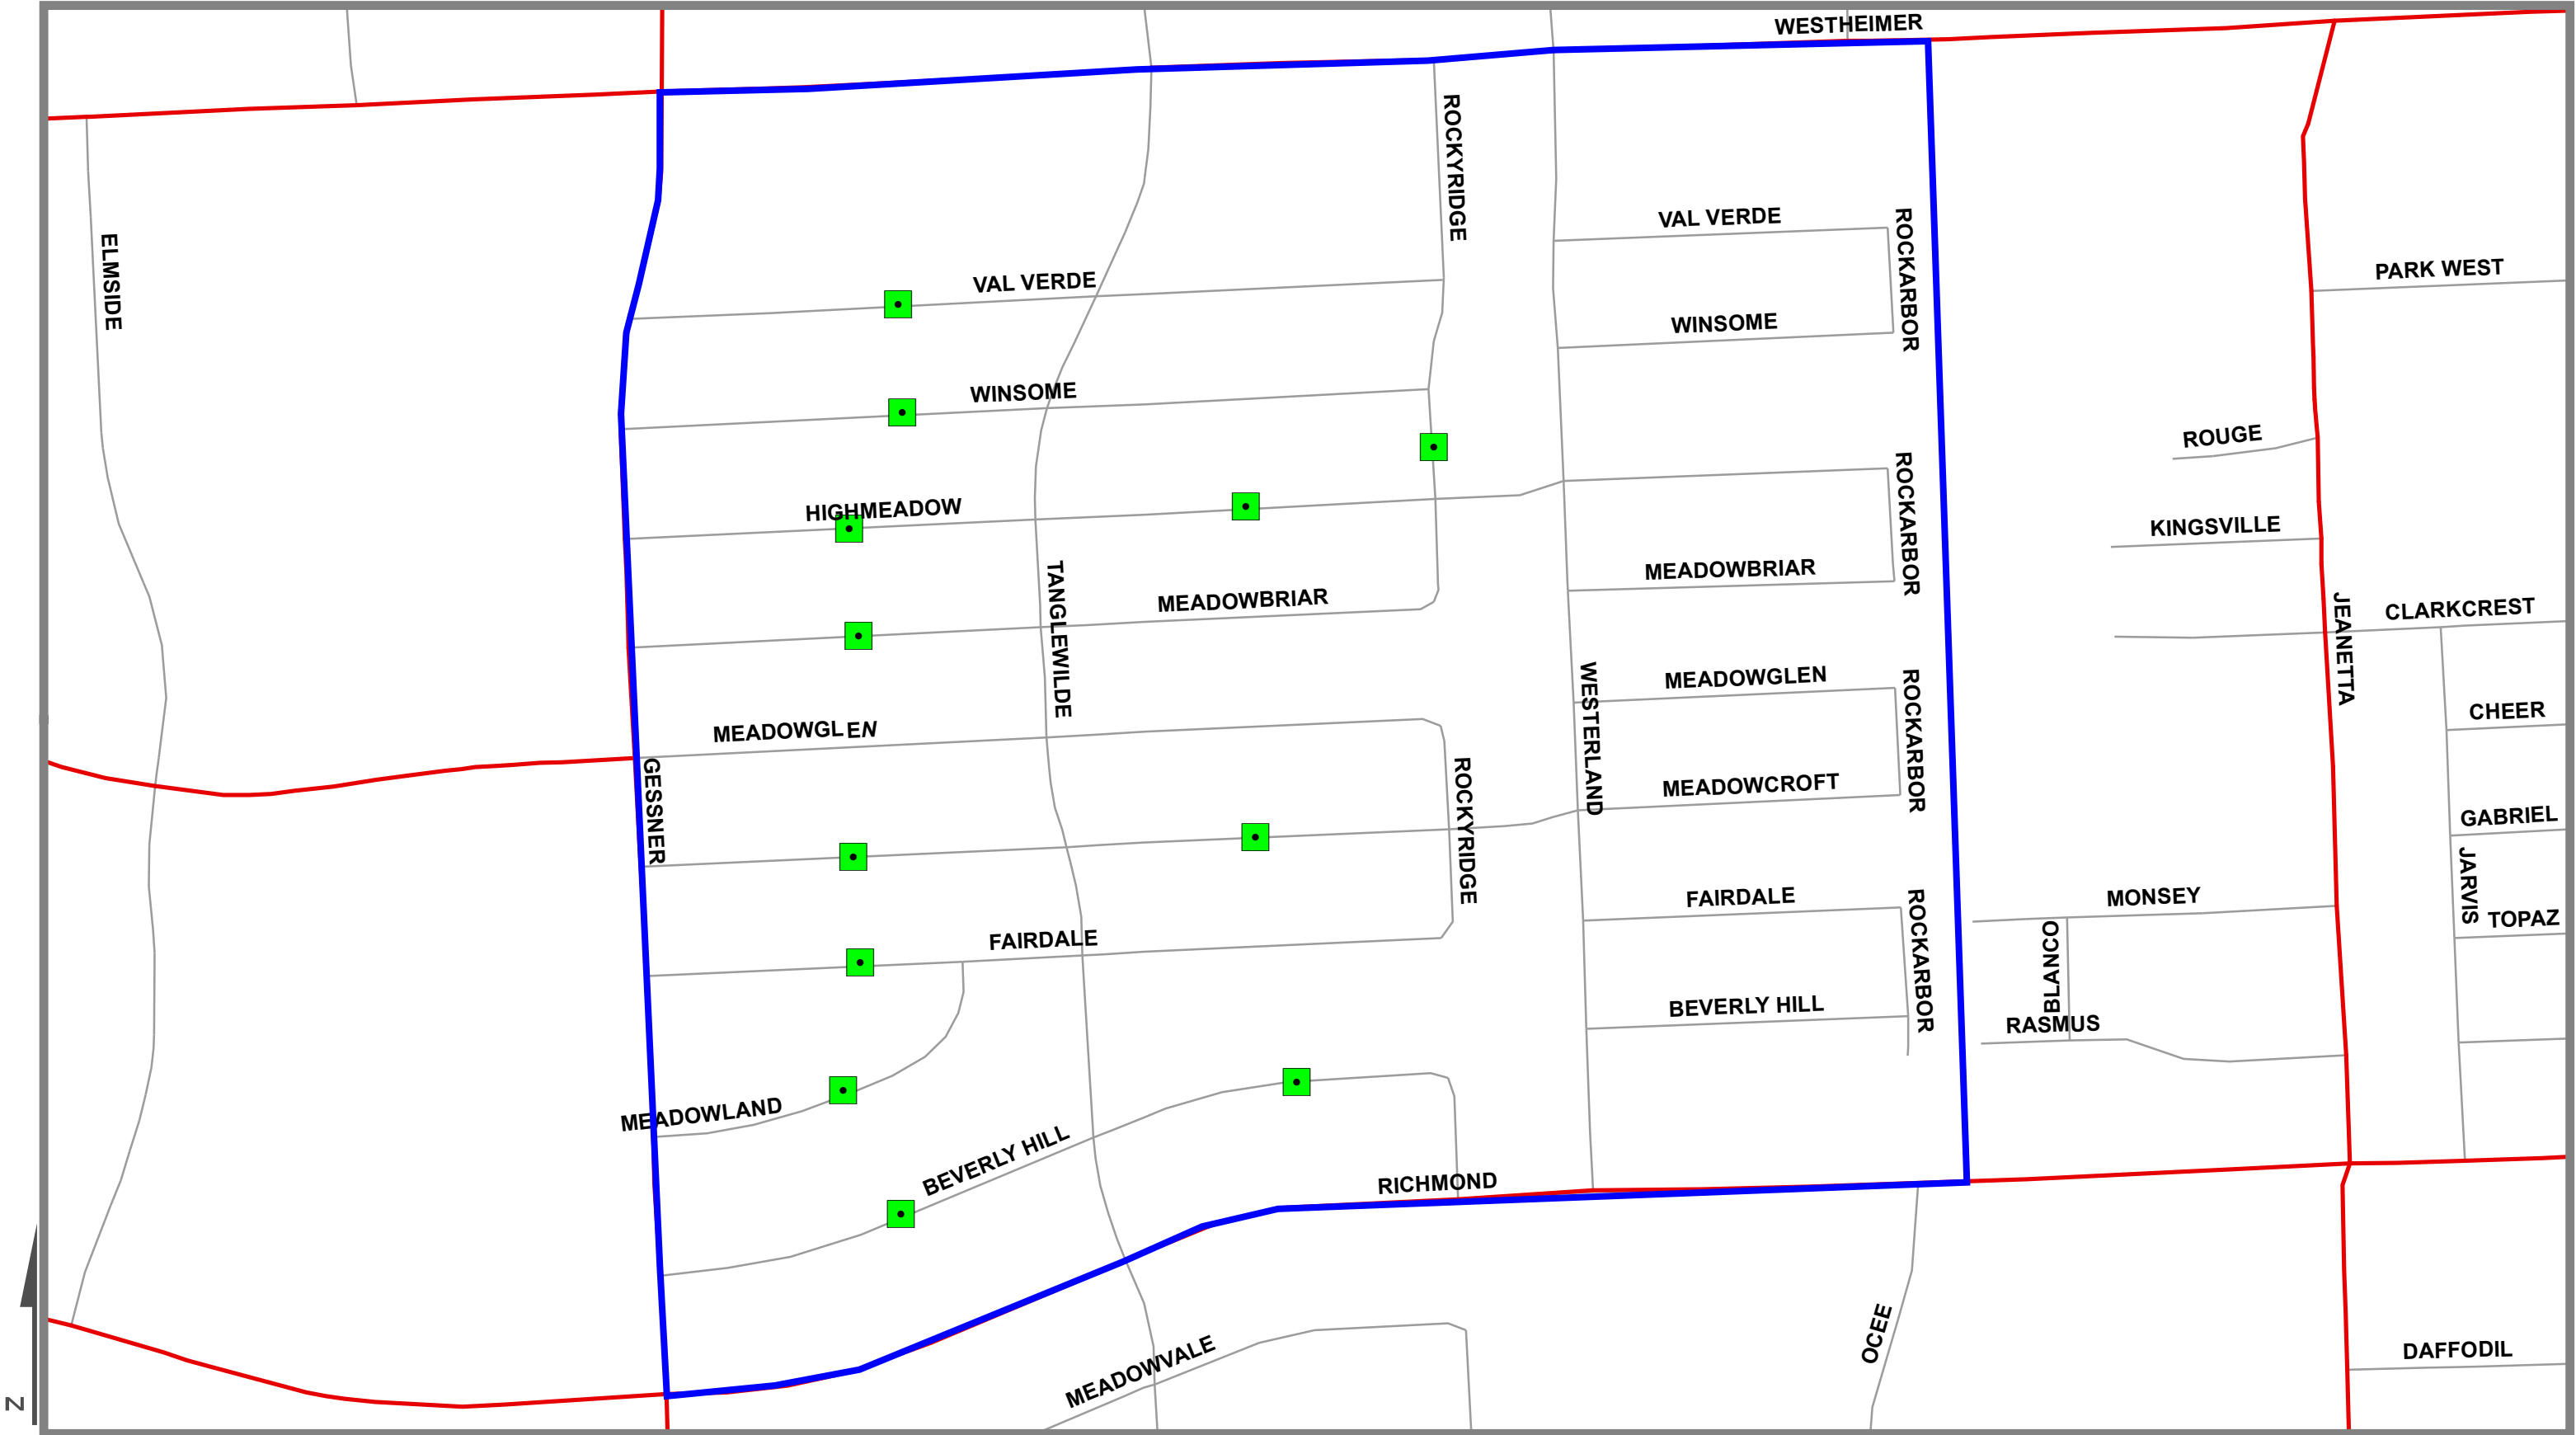 WESTHEIMER
ROCKYRIDGE
VAL VERDE
ROCKARBOR
ELMSIDE
PARK WEST
VAL VERDE
WINSOME
WINSOME
ROUGE
ROCKARBOR
HIGHMEADOW
KINGSVILLE
TANGLEWILDE
MEADOWBRIAR
MEADOWBRIAR
JEANETTA
CLARKCREST
WESTERLAND
MEADOWGLEN
ROCKARBOR
CHEER
MEADOWGLEN
GESSNER
ROCKYRIDGE
MEADOWCROFT
GABRIEL
JARVIS
FAIRDALE
ROCKARBOR
MONSEY
TOPAZ
FAIRDALE
BLANCO
BEVERLY HILL
RASMUS
MEADOWLAND
BEVERLY HILL
RICHMOND
OCEE
MEADOWVALE
DAFFODIL
N